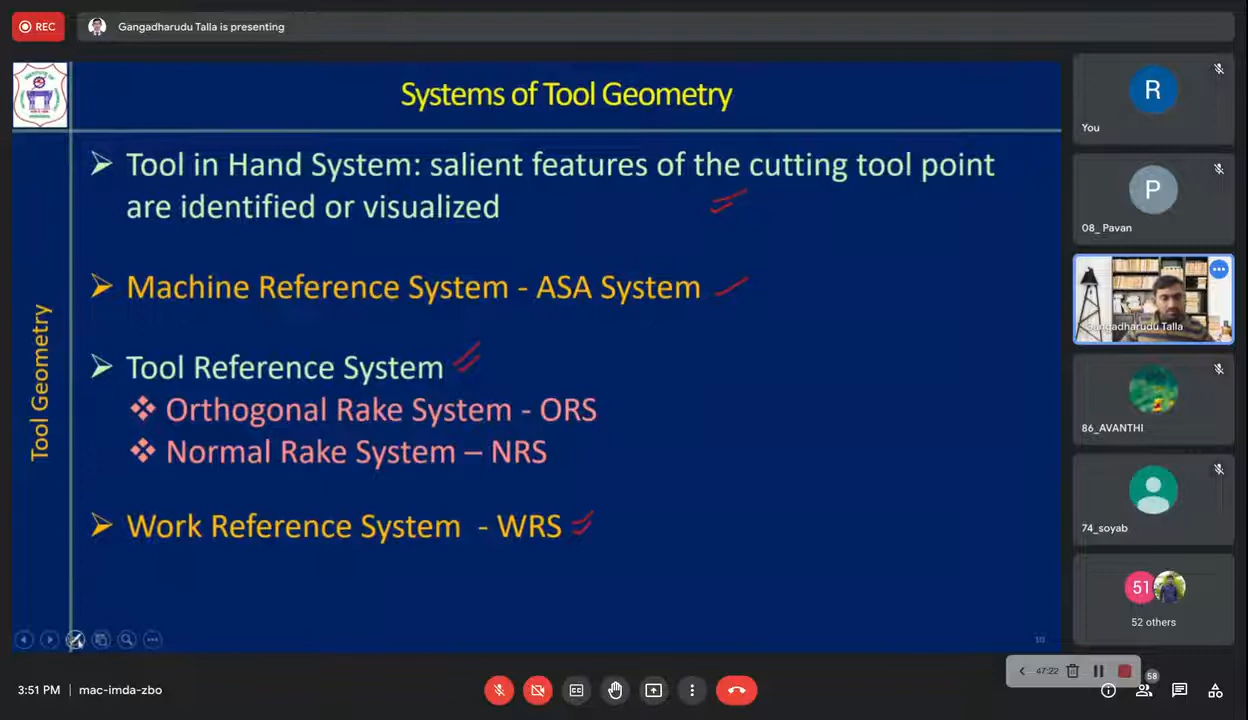 REC
Gangadharudu Talla is presenting
Systems of Tool Geometry
Tool Geometry
➢ Tool in Hand System: salient features of the cutting tool point
are identified or visualized
➢ Machine Reference System - ASA System
➢ Tool Reference System
❖ Orthogonal Rake System - ORS
❖ Normal Rake System – NRS
➢ Work Reference System - WRS
10
R
You
P
08_ Pavan
Gangadharudu Talla
86_AVANTHI
74_soyab
51
52 others
3:51 PM | mac-imda-zbo
47:22
58